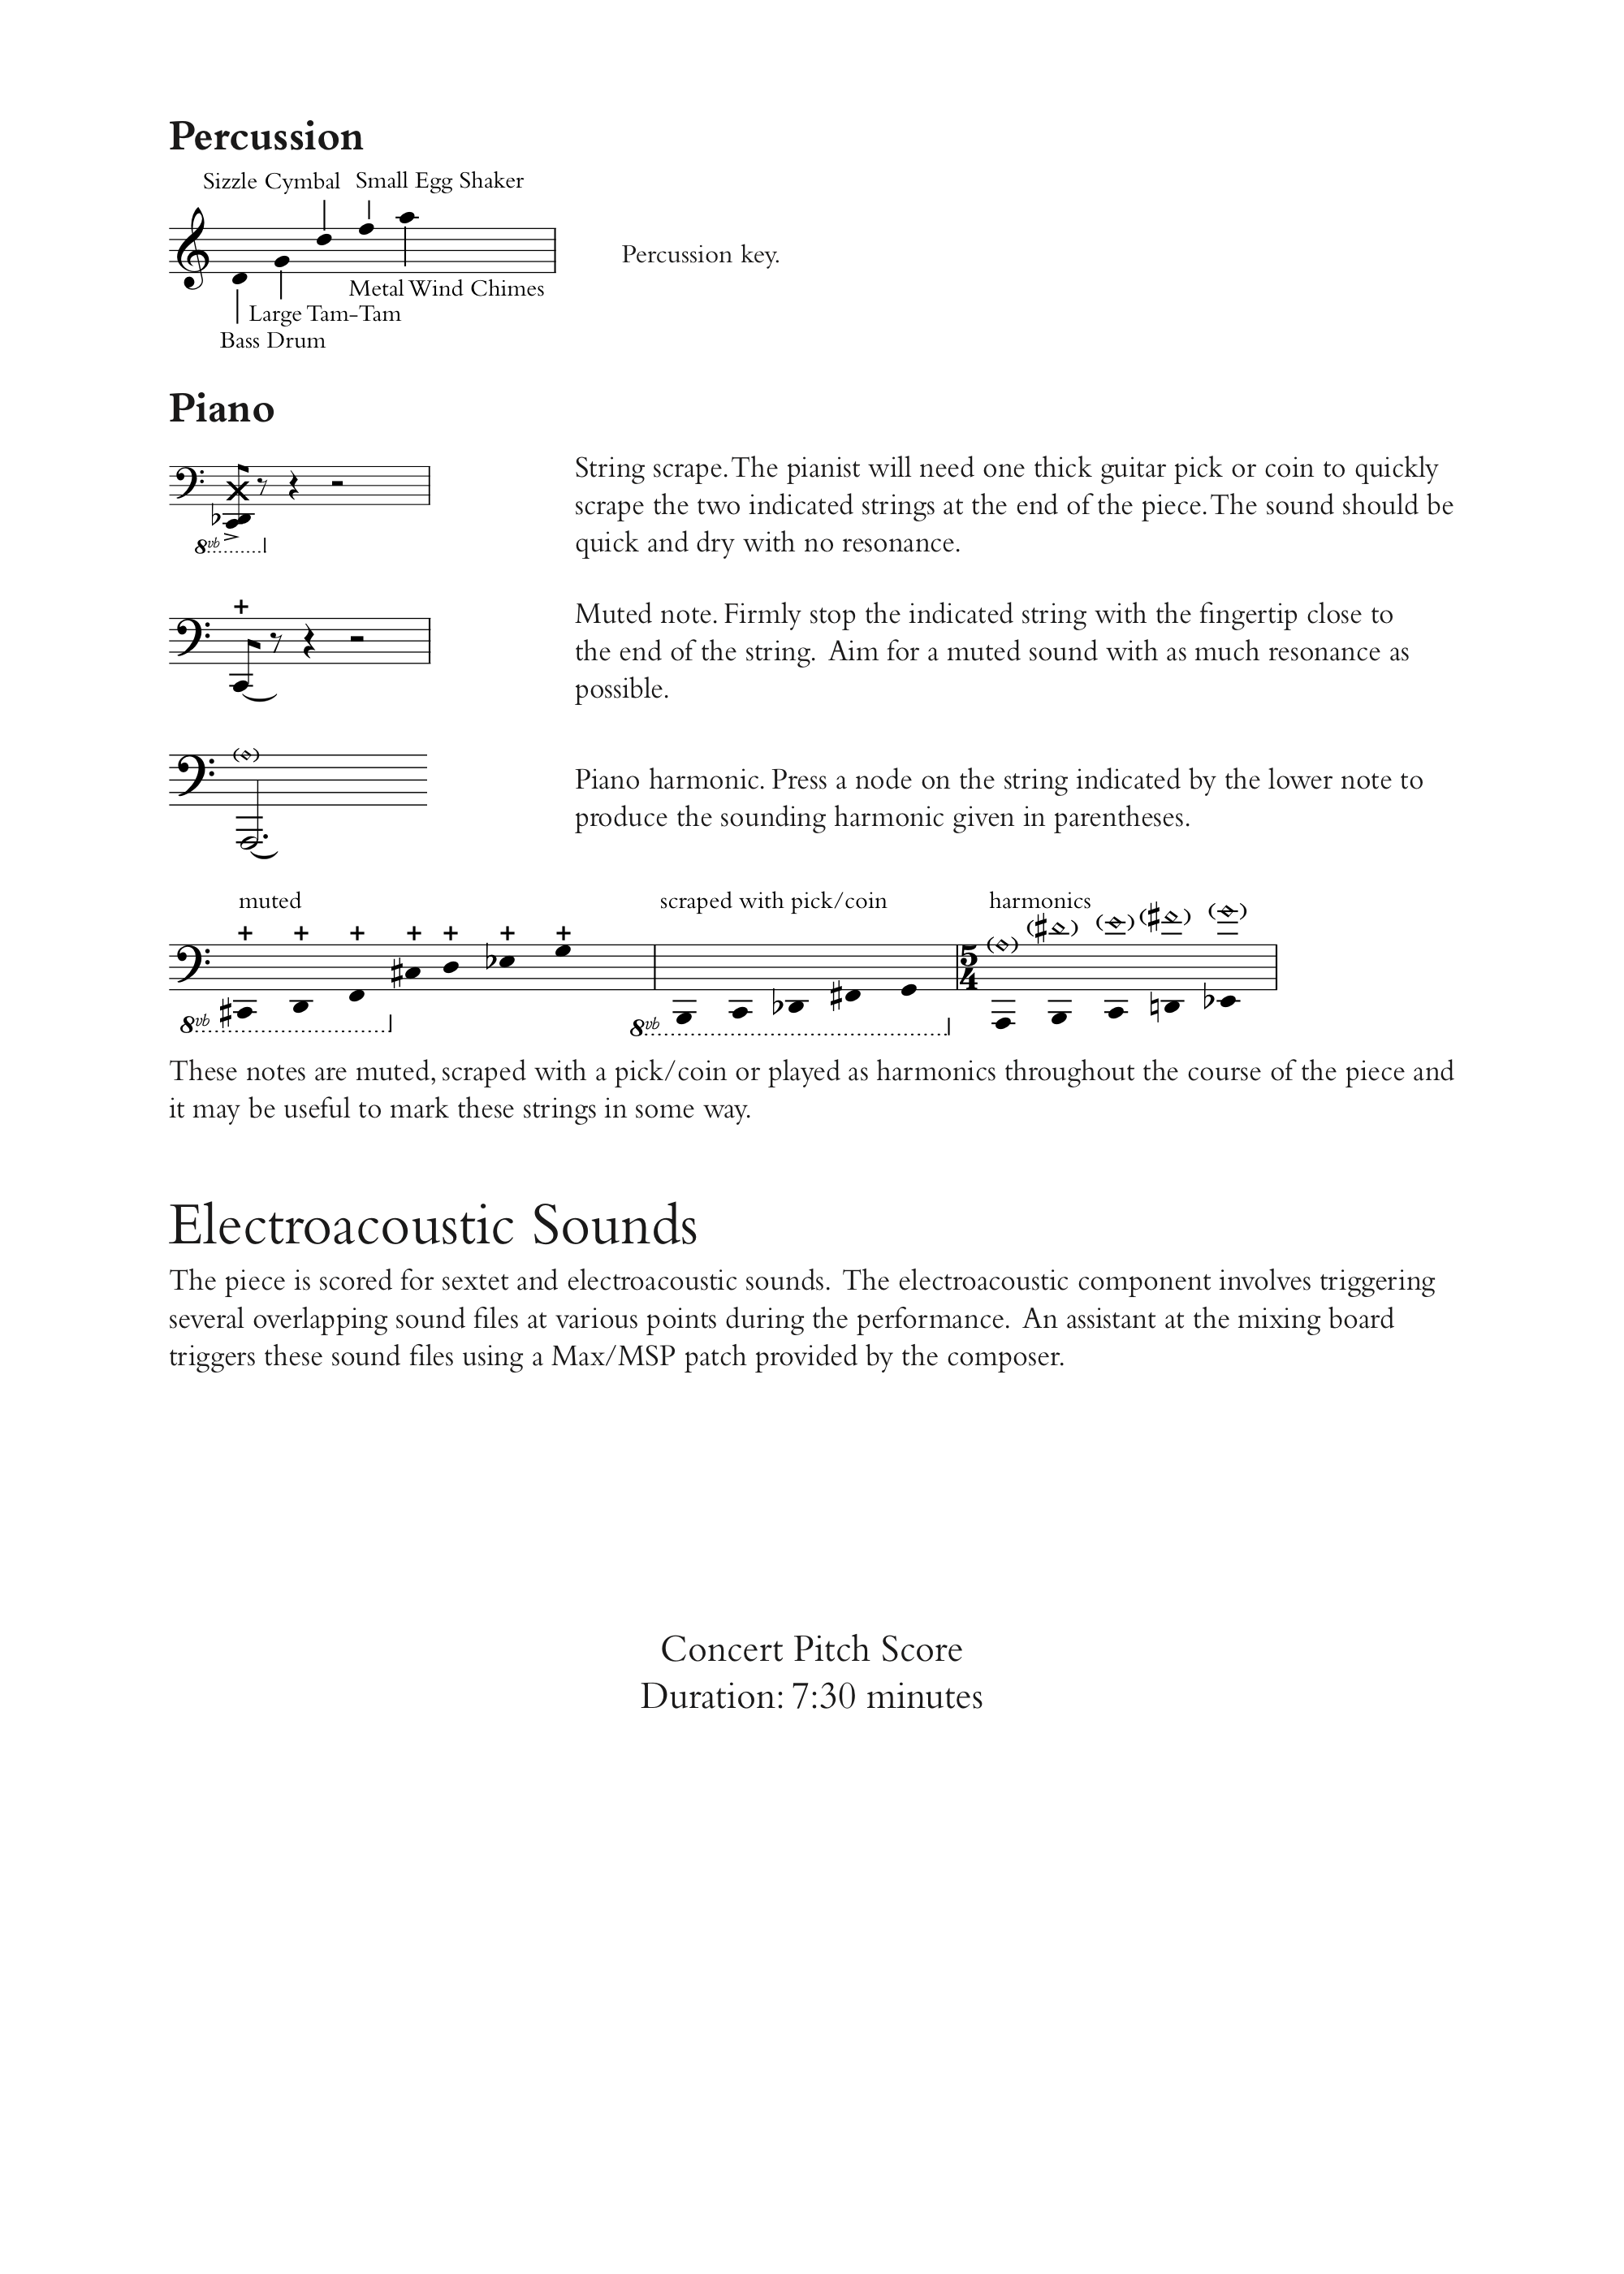 Percussion
Sizzle Cymbal Small Egg Shaker
Percussion key.
Metal Wind Chimes
Large Tam-Tam
Bass Drum
Piano
String scrape. The pianist will need one thick guitar pick or coin to quickly
scrape the two indicated strings at the end of the piece. The sound should be
quick and dry with no resonance.
8vb
Muted note. Firmly stop the indicated string with the fingertip close to
the end of the string. Aim for a muted sound with as much resonance as
possible.
Piano harmonic. Press a node on the string indicated by the lower note to
produce the sounding harmonic given in parentheses.
muted scraped with pick/coin harmonics
5
4
8vb 8vb
These notes are muted, scraped with a pick/coin or played as harmonics throughout the course of the piece and
it may be useful to mark these strings in some way.
Electroacoustic Sounds
The piece is scored for sextet and electroacoustic sounds. The electroacoustic component involves triggering
several overlapping sound files at various points during the performance. An assistant at the mixing board
triggers these sound files using a Max/MSP patch provided by the composer.
Concert Pitch Score
Duration: 7:30 minutes